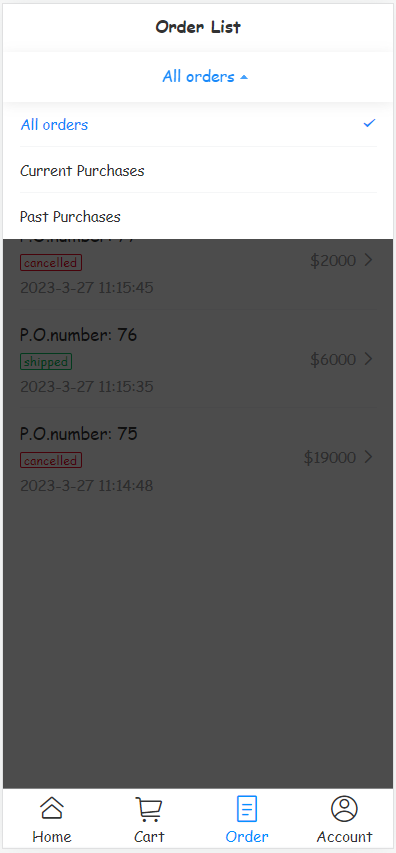 Order List
All orders
All orders
Current Purchases
Past Purchases
P.O.number: 77
cancelled
$2000
2023-3-27 11:15:45
P.O.number: 76
shipped
$6000
2023-3-27 11:15:35
P.O.number: 75
cancelled
$19000
2023-3-27 11:14:48
Home
Cart
Order
Account